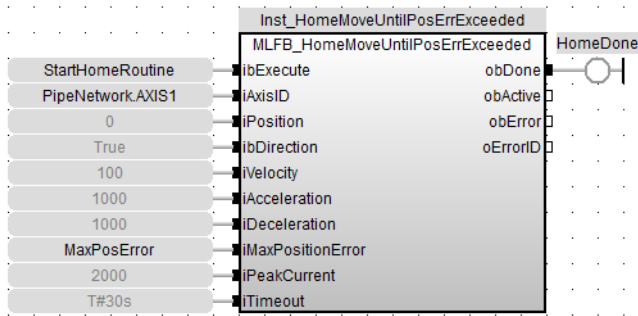 Inst_HomeMoveUntilPosErrExceeded
MLFB_HomeMoveUntilPosErrExceeded HomeDone
StartHomeRoutine ibExecute obDone
PipeNetwork.AXIS1 iAxisID obActive
0 iPosition obError
True ibDirection oErrorID
100 iVelocity
1000 iAcceleration
1000 iDeceleration
MaxPosError iMaxPositionError
2000 iPeakCurrent
T#30s iTimeout